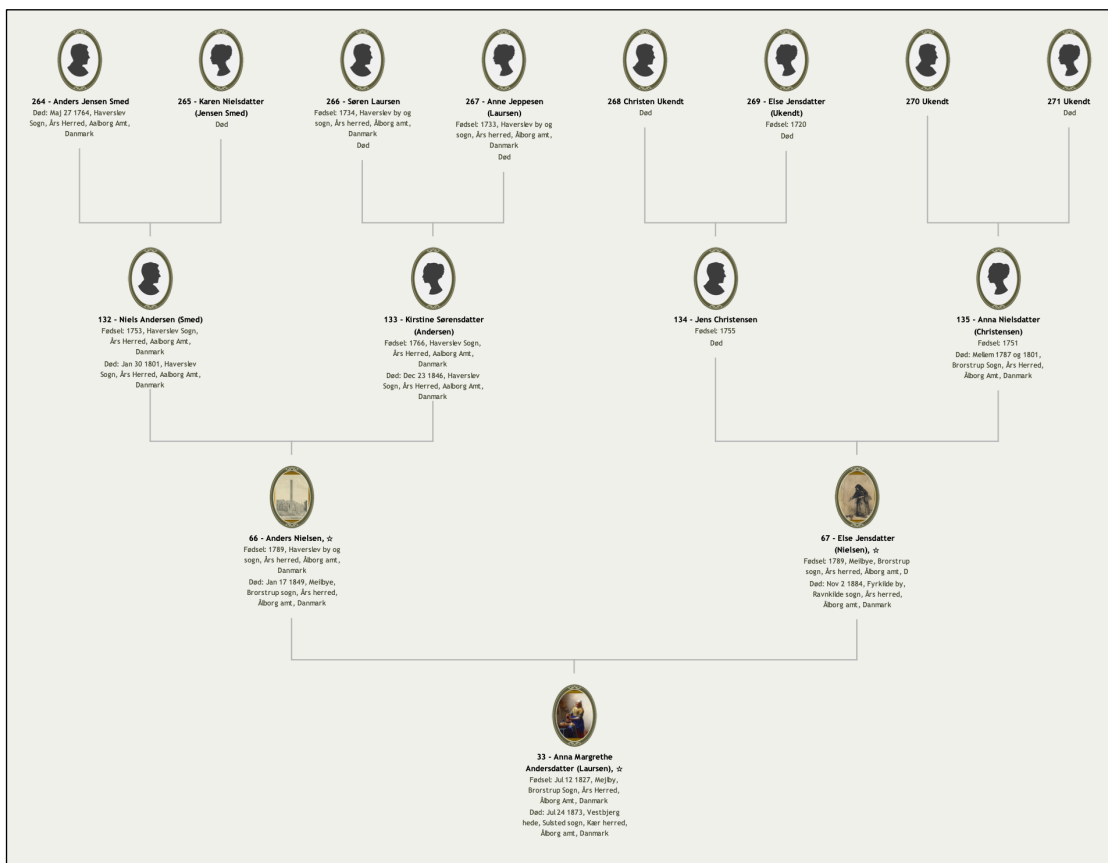 264 - Anders Jensen Smed
Død: Maj 27 1764, Haverslev
Sogn, Års Herred, Aalborg Amt,
Danmark
265 - Karen Nielsdatter
(Jensen Smed)
Død
266 - Søren Laursen
Fødsel: 1734, Haverslev by og
sogn, Års herred, Ålborg amt,
Danmark
Død
267 - Anne Jeppesen
(Laursen)
Fødsel: 1733, Haverslev by og
sogn, Års herred, Ålborg amt,
Danmark
Død
268 Christen Ukendt
Død
269 - Else Jensdatter
(Ukendt)
Fødsel: 1720
Død
270 Ukendt
271 Ukendt
Død
132 - Niels Andersen (Smed)
Fødsel: 1753, Haverslev Sogn,
Års Herred, Aalborg Amt,
Danmark
Død: Jan 30 1801, Haverslev
Sogn, Års Herred, Aalborg Amt,
Danmark
133 - Kirstine Sørensdatter
(Andersen)
Fødsel: 1766, Haverslev Sogn,
Års Herred, Aalborg Amt,
Danmark
Død: Dec 23 1846, Haverslev
Sogn, Års Herred, Aalborg Amt,
Danmark
134 - Jens Christensen
Fødsel: 1755
Død
135 - Anna Nielsdatter
(Christensen)
Fødsel: 1751
Død: Mellem 1787 og 1801,
Brorstrup Sogn, Års Herred,
Ålborg Amt, Danmark
66 - Anders Nielsen, ☆
Fødsel: 1789, Haverslev by og
sogn, Års herred, Ålborg amt,
Danmark
Død: Jan 17 1849, Mejlbye,
Brorstrup sogn, Års herred,
Ålborg amt, Danmark
67 - Else Jensdatter
(Nielsen), ☆
Fødsel: 1789, Mejlbye, Brorstrup
sogn, Års herred, Ålborg amt, D
Død: Nov 2 1884, Fyrkilde by,
Ravnkilde sogn, Års herred,
Ålborg amt, Danmark
33 - Anna Margrethe
Andersdatter (Laursen), ☆
Fødsel: Jul 12 1827, Mejlby,
Brorstrup Sogn, Års Herred,
Ålborg Amt, Danmark
Død: Jul 24 1873, Vestbjerg
hede, Sulsted sogn, Kær herred,
Ålborg amt, Danmark